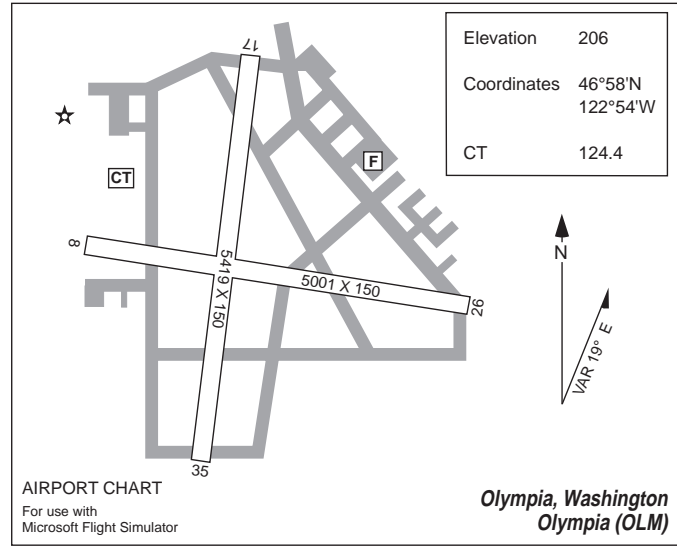 17
Elevation 206
Coordinates 46°58'N
122°54'W
CT 124.4
F
CT
8
5419 X 150
5001 X 150
26
N
VAR 19° E
35
AIRPORT CHART
For use with
Microsoft Flight Simulator
Olympia, Washington
Olympia (OLM)